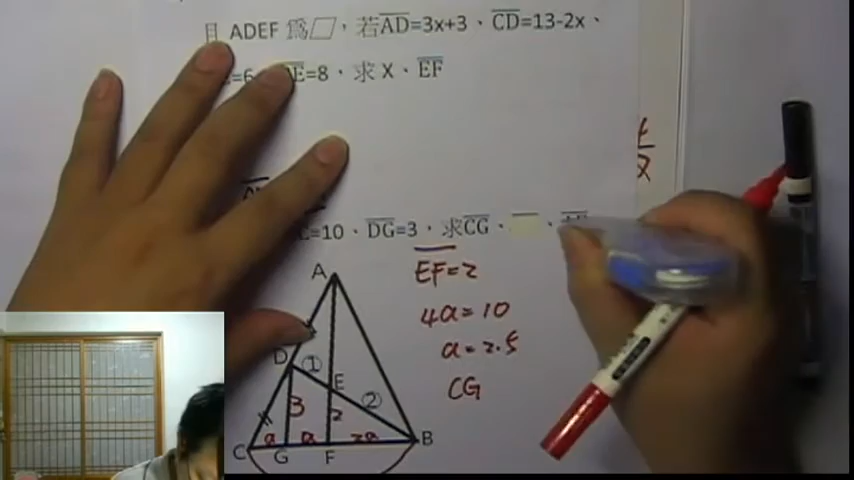 且 ADEF 為▱，若AD=3x+3、CD=13-2x、
=6、 E=8，求 X、EF
C=10、DG=3，求CG、 、
EF=2
4a=10
a=2.5
CG
A
D ① E ② 3 2
a a 2a
C G F B